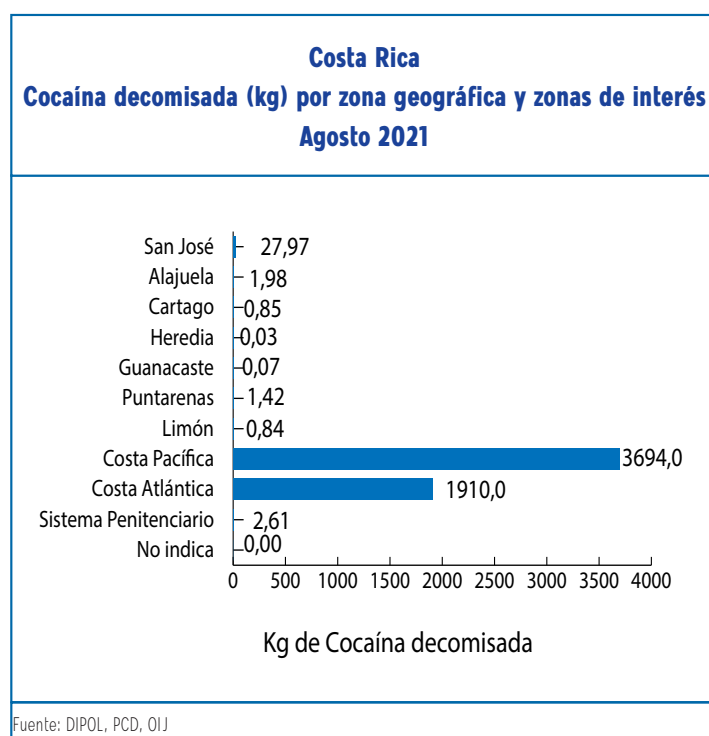 Costa Rica
Cocaína decomisada (kg) por zona geográfica y zonas de interés
Agosto 2021
San José 27,97
Alajuela 1,98
Cartago 0,85
Heredia 0,03
Guanacaste 0,07
Puntarenas 1,42
Limón 0,84
Costa Pacífica 3694,0
Costa Atlántica 1910,0
Sistema Penitenciario 2,61
No indica 0,00
0 500 1000 1500 2000 2500 3000 3500 4000
Kg de Cocaína decomisada
Fuente: DIPOL, PCD, OIJ